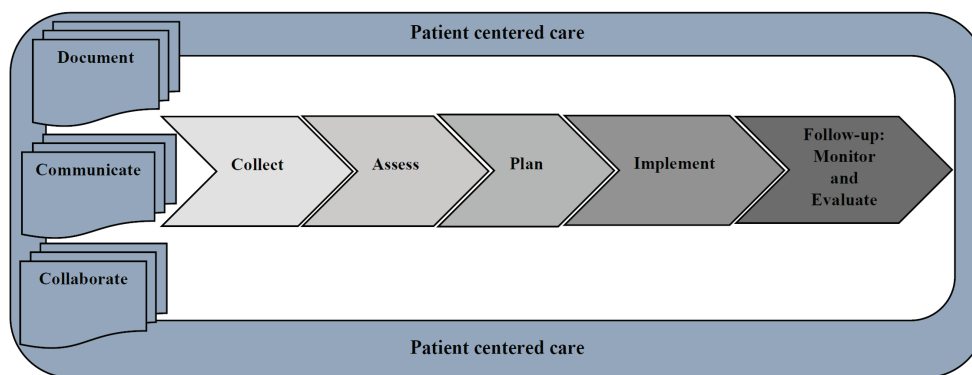 Patient centered care
Document
Communicate
Collaborate
Collect
Assess
Plan
Implement
Follow-up:
Monitor
and
Evaluate
Patient centered care